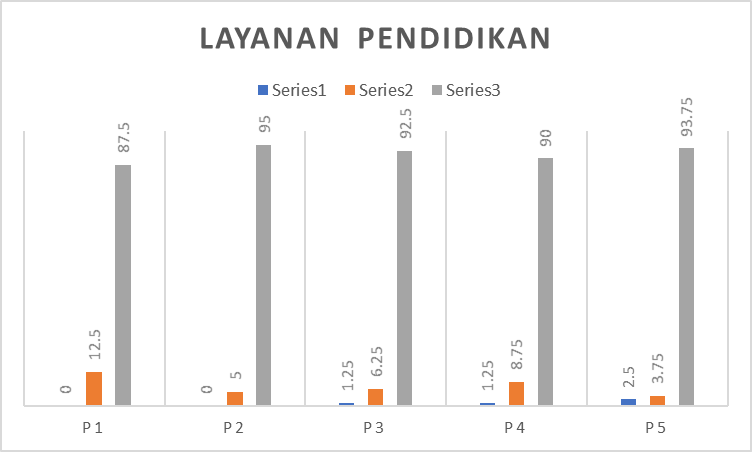 LAYANAN PENDIDIKAN
Series1 Series2 Series3
0 12.5 87.5 0 5 95 1.25 6.25 92.5 1.25 8.75 90 2.5 3.75 93.75
P 1 P 2 P 3 P 4 P 5